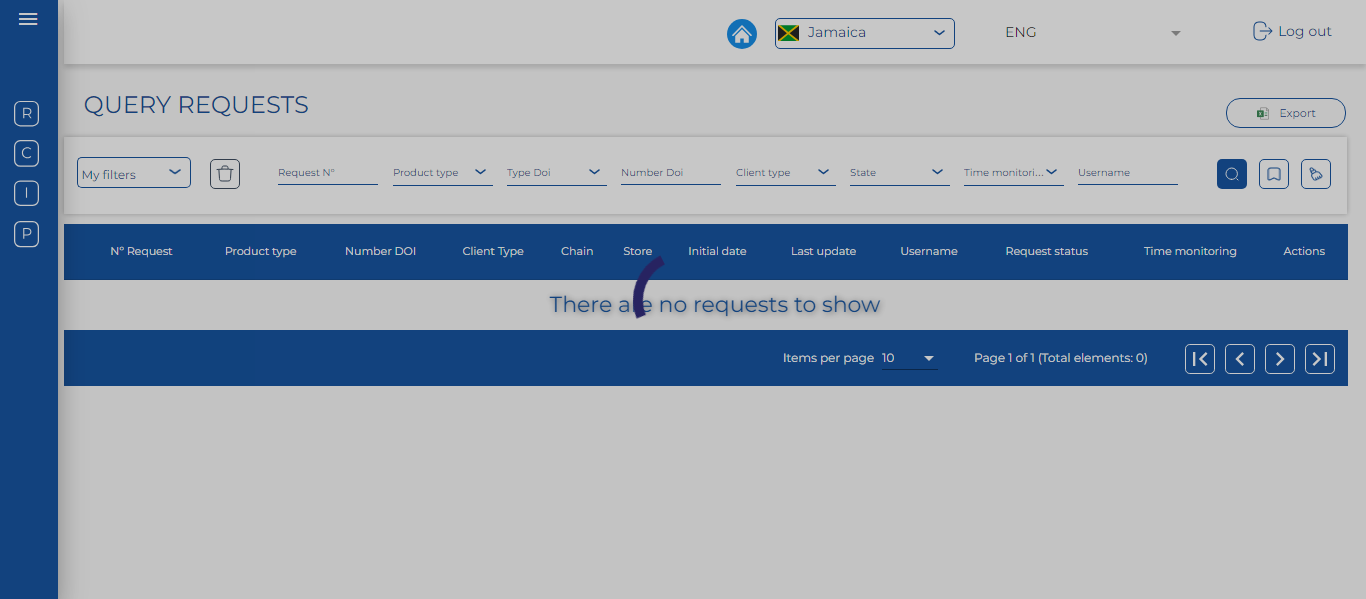 Jamaica
ENG
Log out
QUERY REQUESTS
Export
R
C
I
P
My filters
Request N°
Product type
Type Doi
Number Doi
Client type
State
Time monitori...
Username
N° Request
Product type
Number DOI
Client Type
Chain
Store
Initial date
Last update
Username
Request status
Time monitoring
Actions
There are no requests to show
Items per page 10
Page 1 of 1 (Total elements: 0)